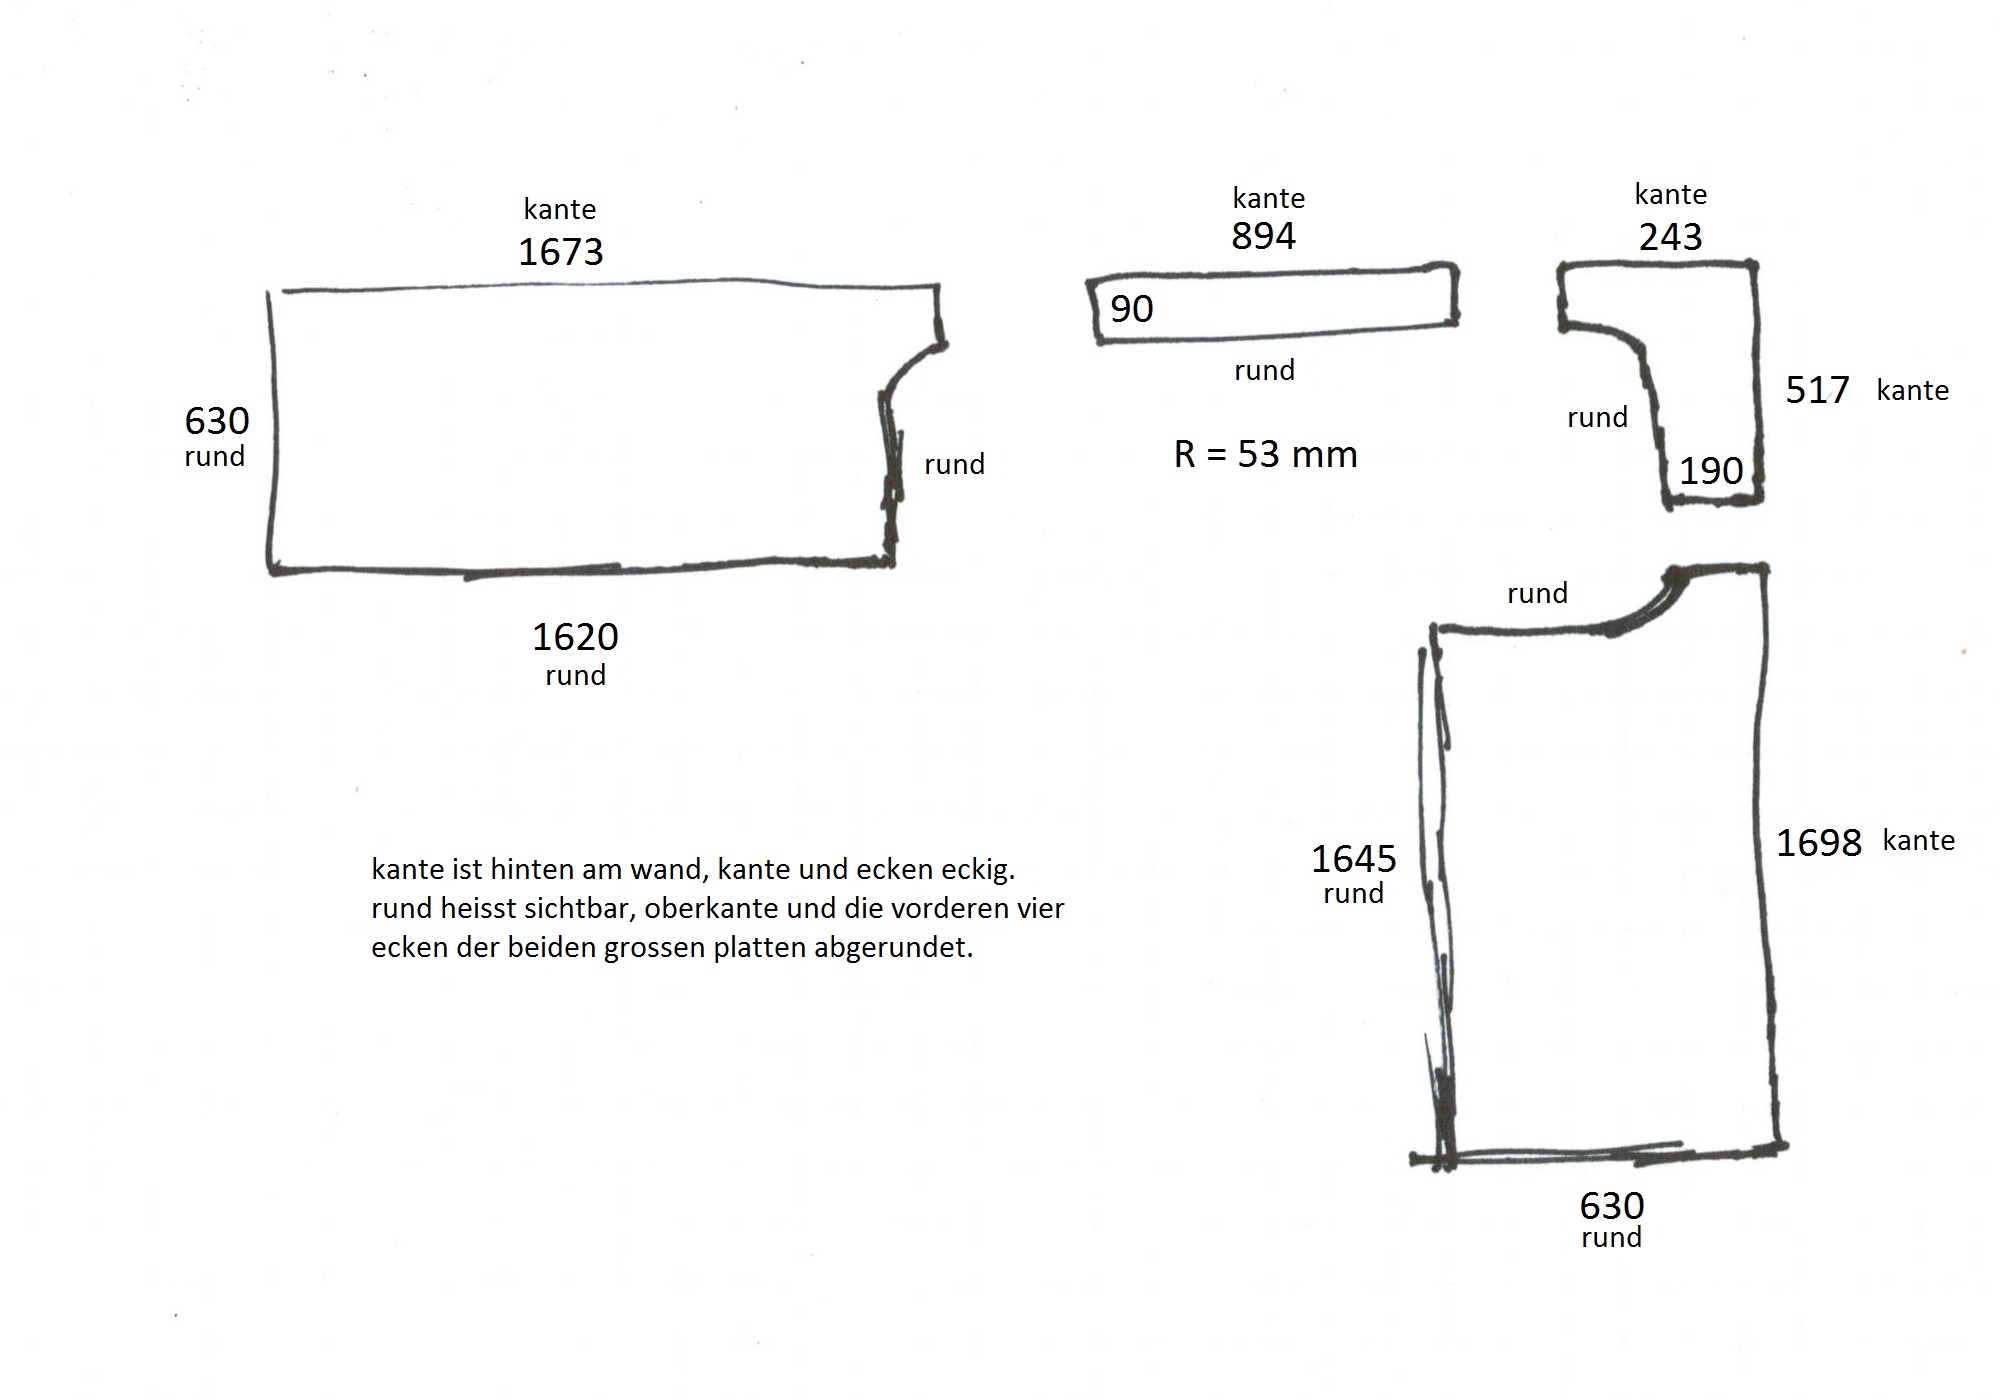 kante
1673
630
rund
rund
1620
rund
kante
894
90
rund
R = 53 mm
kante
243
517 kante
rund
190
rund
1645
rund
1698 kante
630
rund
kante ist hinten am wand, kante und ecken eckig.
rund heisst sichtbar, oberkante und die vorderen vier
ecken der beiden grossen platten abgerundet.